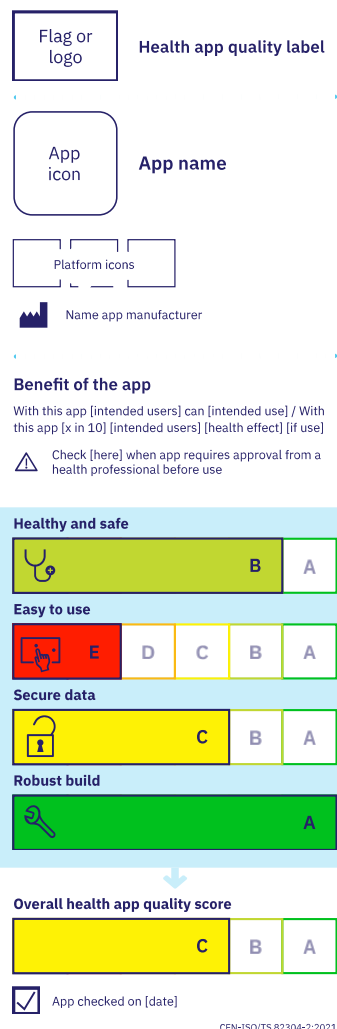 Flag or
logo
Health app quality label
App
icon
App name
Platform icons
Name app manufacturer
Benefit of the app
With this app [intended users] can [intended use] / With
this app [x in 10] [intended users] [health effect] [if use]
Check [here] when app requires approval from a
health professional before use
Healthy and safe
B A
Easy to use
E D C B A
Secure data
C B A
Robust build
A
Overall health app quality score
C B A
App checked on [date]
CEN-ISO/TS 82304-2:2021